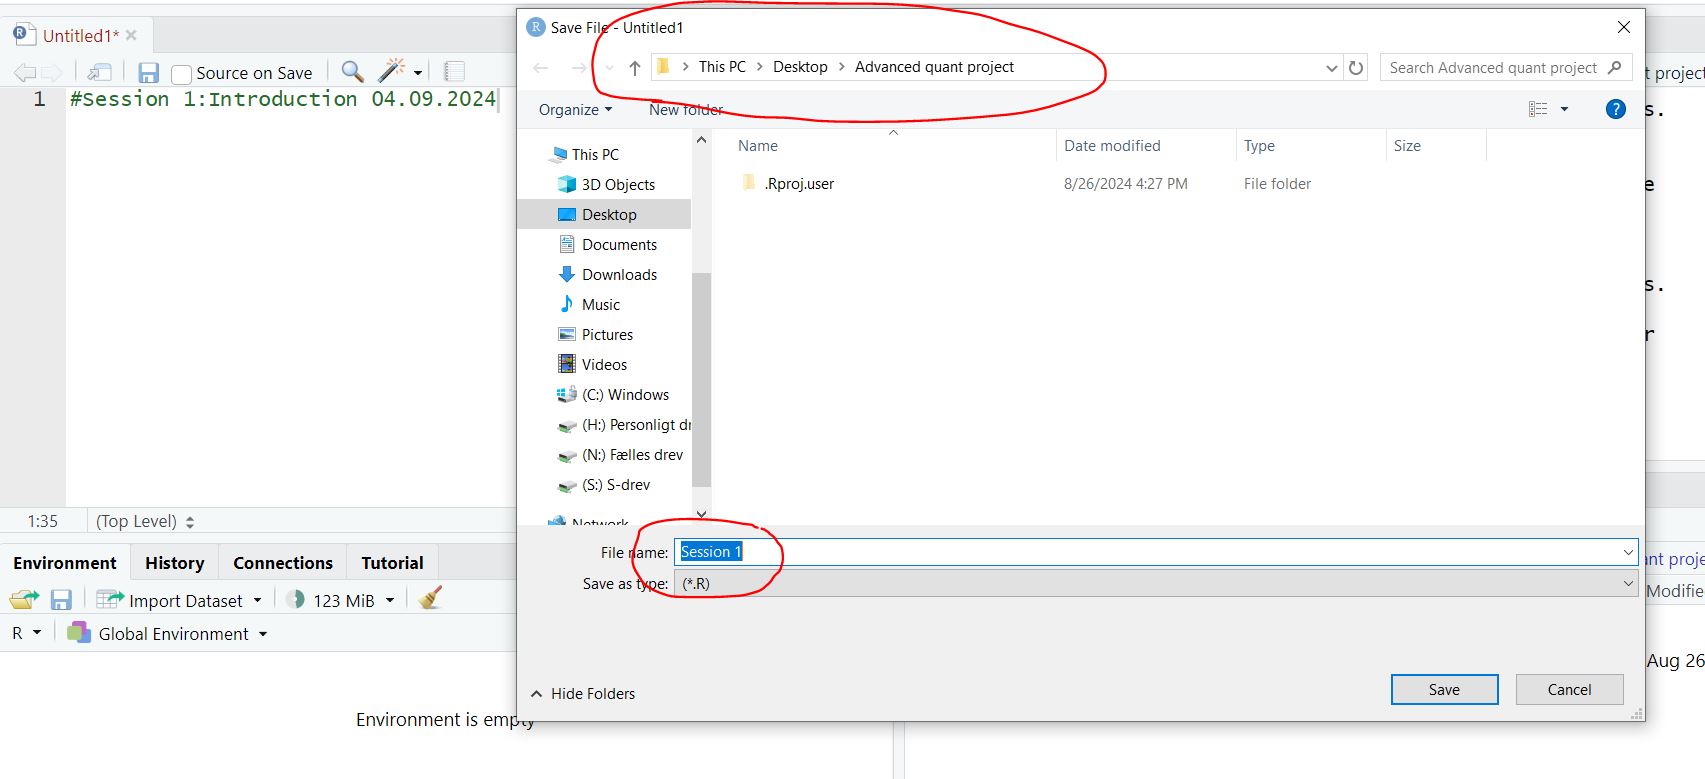 Untitled1*
Source on Save
1 #Session 1:Introduction 04.09.2024
1:35 (Top Level)
Environment History Connections Tutorial
Import Dataset 123 MiB
R Global Environment
Environment is empty
R Save File - Untitled1
This PC > Desktop > Advanced quant project
Search Advanced quant project
Organize New folder
?
This PC
3D Objects
Desktop
Documents
Downloads
Music
Pictures
Videos
(C:) Windows
(H:) Personligt dr
(N:) Fælles drev
(S:) S-drev
Network
Name Date modified Type Size
.Rproj.user 8/26/2024 4:27 PM File folder
File name: Session 1
Save as type: (*.R)
Hide Folders
Save Cancel
t project
s.
e
s.
r
ant proje
Modifie
Aug 26